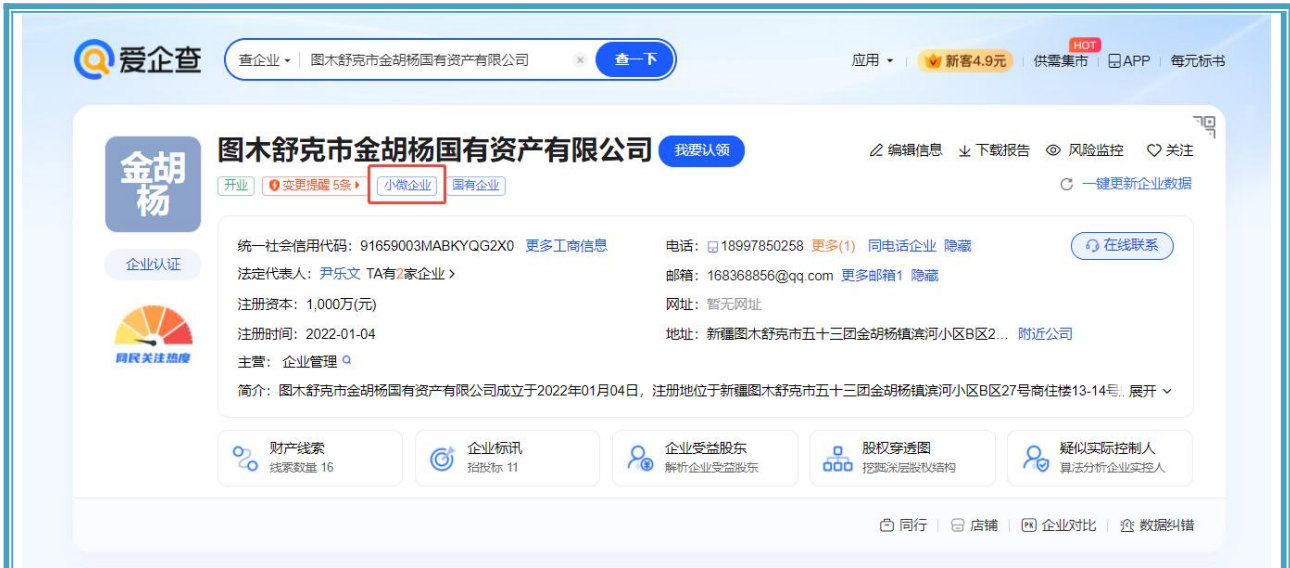 爱企查
查企业
图木舒克市金胡杨国有资产有限公司
×
查一下
应用
新客4.9元
供需集市
HOT
APP
每元标书
金胡
杨
图木舒克市金胡杨国有资产有限公司
我要认领
编辑信息 下载报告 风险监控 关注
开业 变更提醒 5条 小微企业 国有企业
一键更新企业数据
企业认证
网民关注热度
统一社会信用代码：91659003MABKYQG2X0 更多工商信息
电话：18997850258 更多(1) 同电话企业 隐藏
在线联系
法定代表人：尹乐文 TA有2家企业
邮箱：168368856@qq.com 更多邮箱1 隐藏
注册资本：1,000万(元)
网址：暂无网址
注册时间：2022-01-04
地址：新疆图木舒克市五十三团金胡杨镇滨河小区B区2... 附近公司
主营：企业管理
简介：图木舒克市金胡杨国有资产有限公司成立于2022年01月04日，注册地位于新疆图木舒克市五十三团金胡杨镇滨河小区B区27号商住楼13-14号.. 展开
财产线索
线索数量 16
企业标讯
招投标 11
企业受益股东
解析企业受益股东
股权穿透图
挖掘深层股权结构
疑似实际控制人
算法分析企业实控人
同行 店铺 PK 企业对比 数据纠错